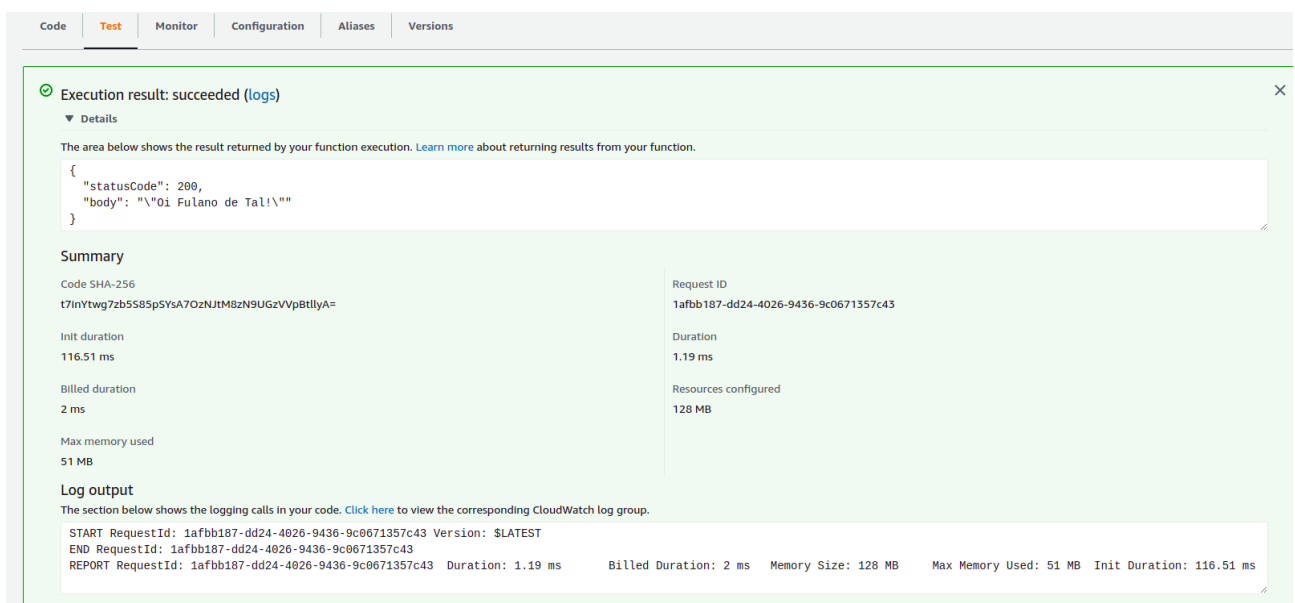 Code Test Monitor Configuration Aliases Versions
Execution result: succeeded (logs)
▼ Details
The area below shows the result returned by your function execution. Learn more about returning results from your function.
{
  "statusCode": 200,
  "body": "\"Oi Fulano de Tal!\""
}
Summary
Code SHA-256
t7InYtwg7zb5S85pSYsA7OzNJtM8zN9UGzVVpBtllyA=
Request ID
1afbb187-dd24-4026-9436-9c0671357c43
Init duration
116.51 ms
Duration
1.19 ms
Billed duration
2 ms
Resources configured
128 MB
Max memory used
51 MB
Log output
The section below shows the logging calls in your code. Click here to view the corresponding CloudWatch log group.
START RequestId: 1afbb187-dd24-4026-9436-9c0671357c43 Version: $LATEST
END RequestId: 1afbb187-dd24-4026-9436-9c0671357c43
REPORT RequestId: 1afbb187-dd24-4026-9436-9c0671357c43  Duration: 1.19 ms  Billed Duration: 2 ms  Memory Size: 128 MB  Max Memory Used: 51 MB  Init Duration: 116.51 ms